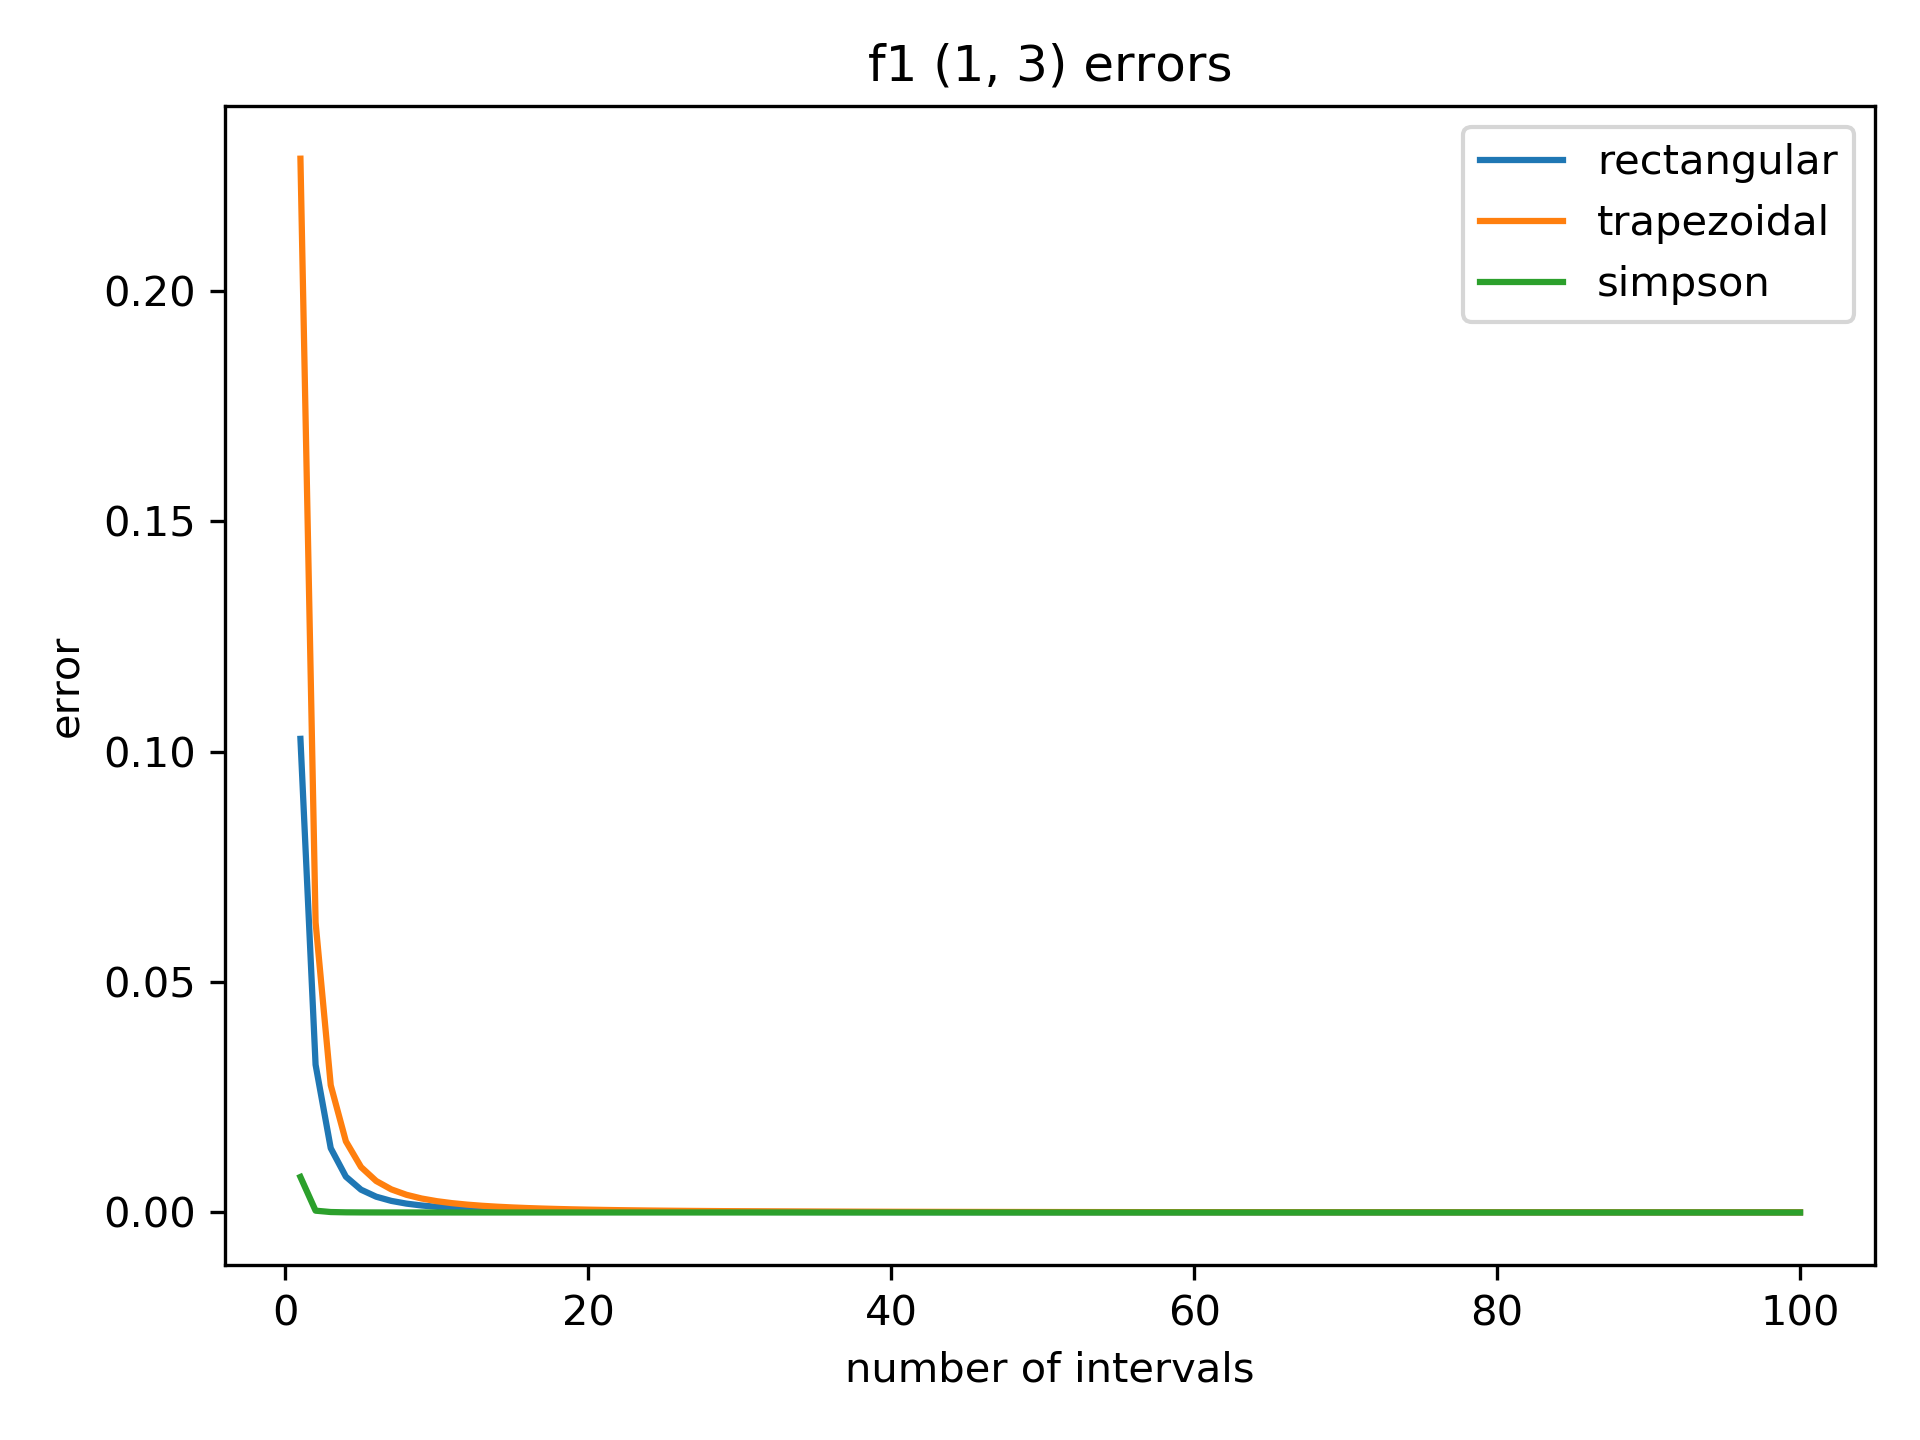 f1 (1, 3) errors
rectangular
trapezoidal
simpson
error
0.20
0.15
0.10
0.05
0.00
0 20 40 60 80 100
number of intervals